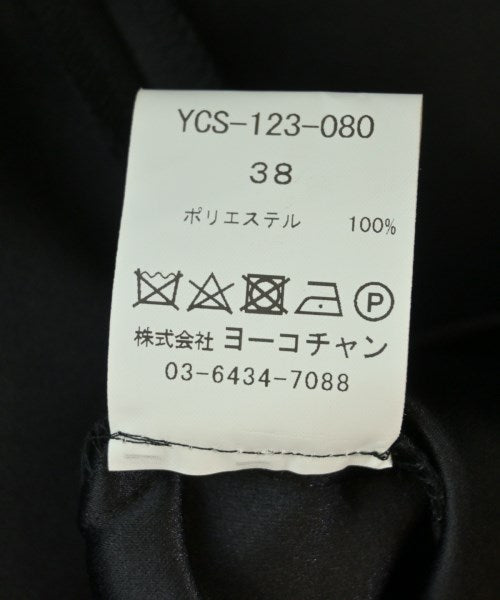 YCS-123-080
38
ポリエステル 100%
P
株式会社 ヨーコチャン
03-6434-7088